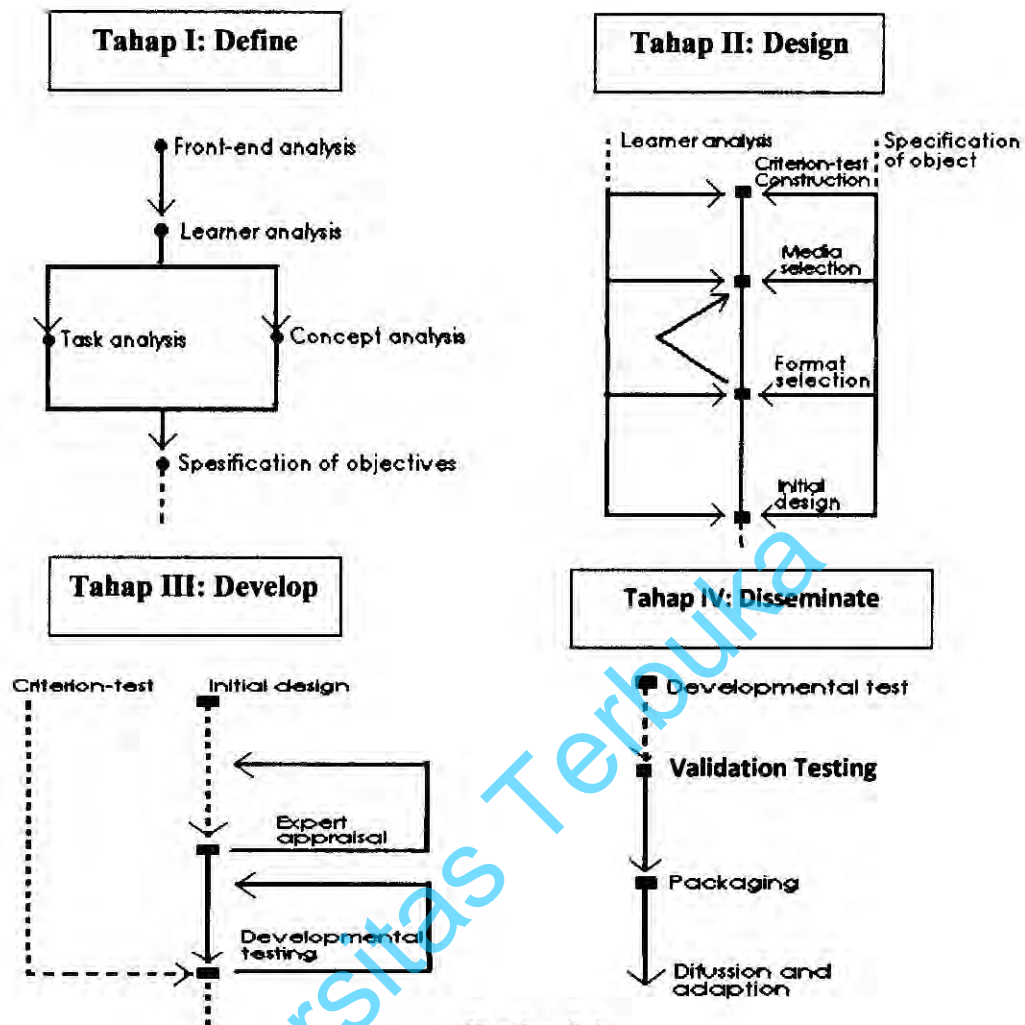 Tahap I: Define
Front-end analysis
Learner analysis
Task analysis
Concept analysis
Spesification of objectives
Tahap II: Design
Learner analysis
Specification
of object
Criterion-test
Construction
Media
selection
Format
selection
Initial
design
Tahap III: Develop
Criterion-test
Initial design
Expert
appraisal
Developmental
testing
Tahap IV: Disseminate
Developmental test
Validation Testing
Packaging
Difussion and
adaption
rsitas Terbuka